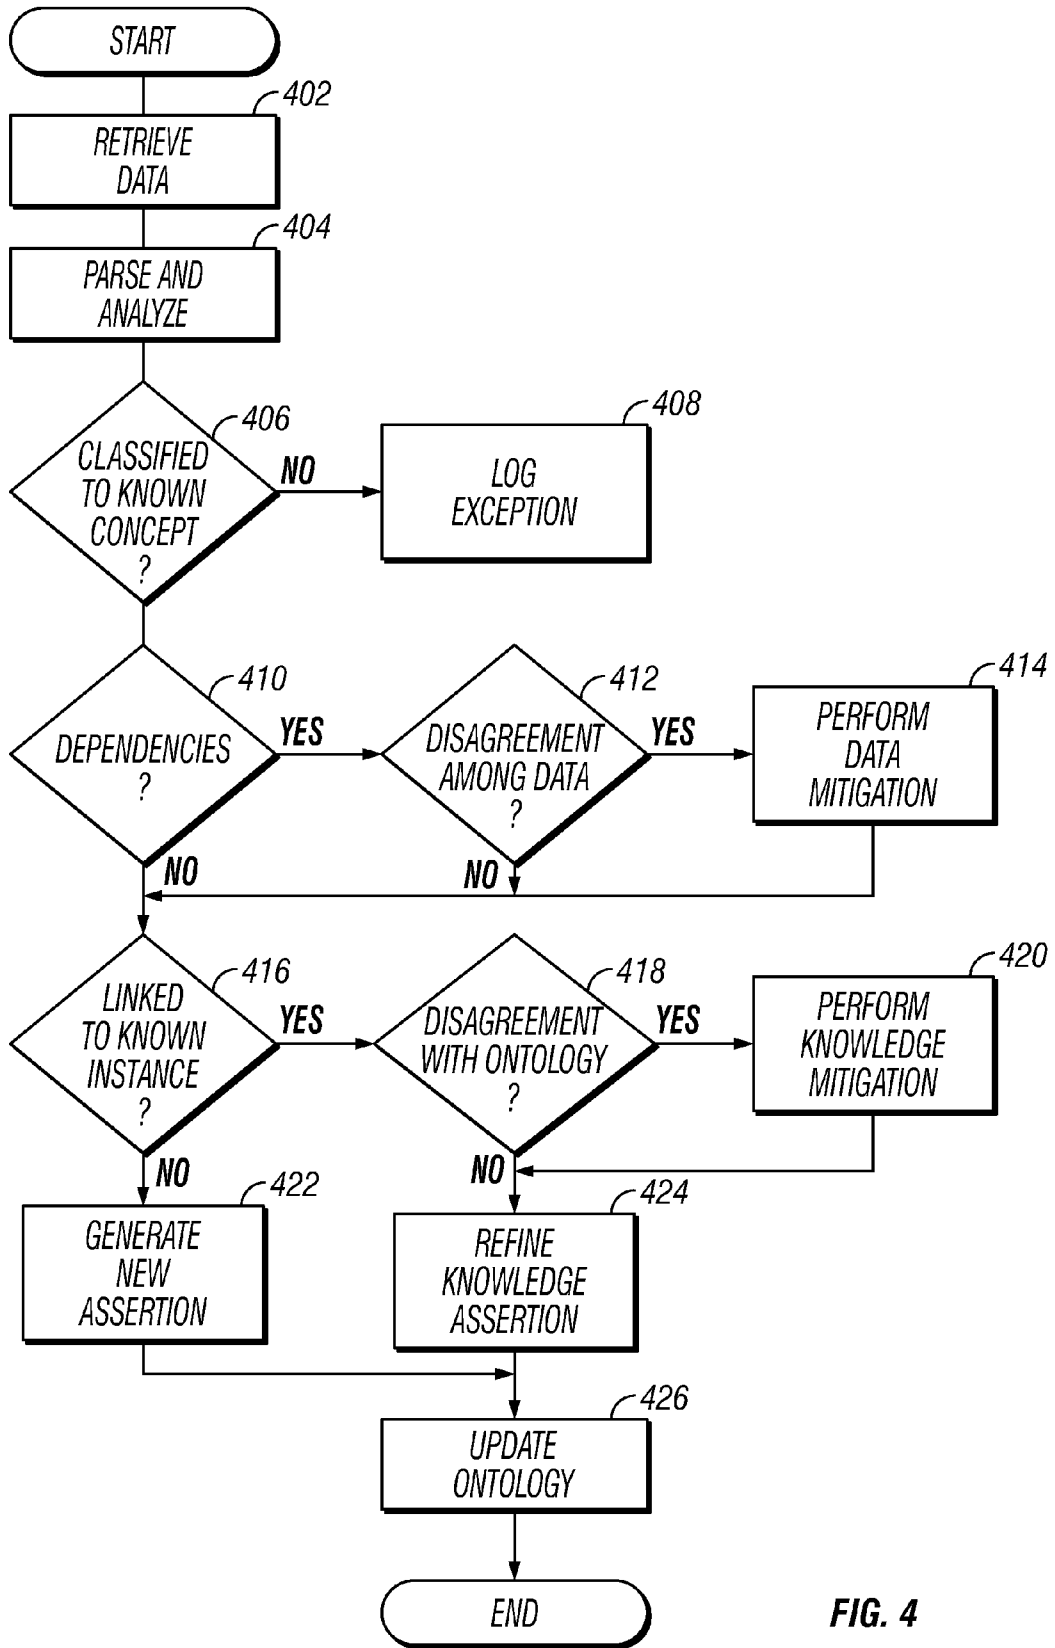 START
402
RETRIEVE
DATA
404
PARSE AND
ANALYZE
406
CLASSIFIED
TO KNOWN
CONCEPT
?
NO
408
LOG
EXCEPTION
410
DEPENDENCIES
?
YES
NO
412
DISAGREEMENT
AMONG DATA
?
YES
NO
414
PERFORM
DATA
MITIGATION
416
LINKED
TO KNOWN
INSTANCE
?
YES
NO
418
DISAGREEMENT
WITH ONTOLOGY
?
YES
NO
420
PERFORM
KNOWLEDGE
MITIGATION
422
GENERATE
NEW
ASSERTION
424
REFINE
KNOWLEDGE
ASSERTION
426
UPDATE
ONTOLOGY
END
FIG. 4